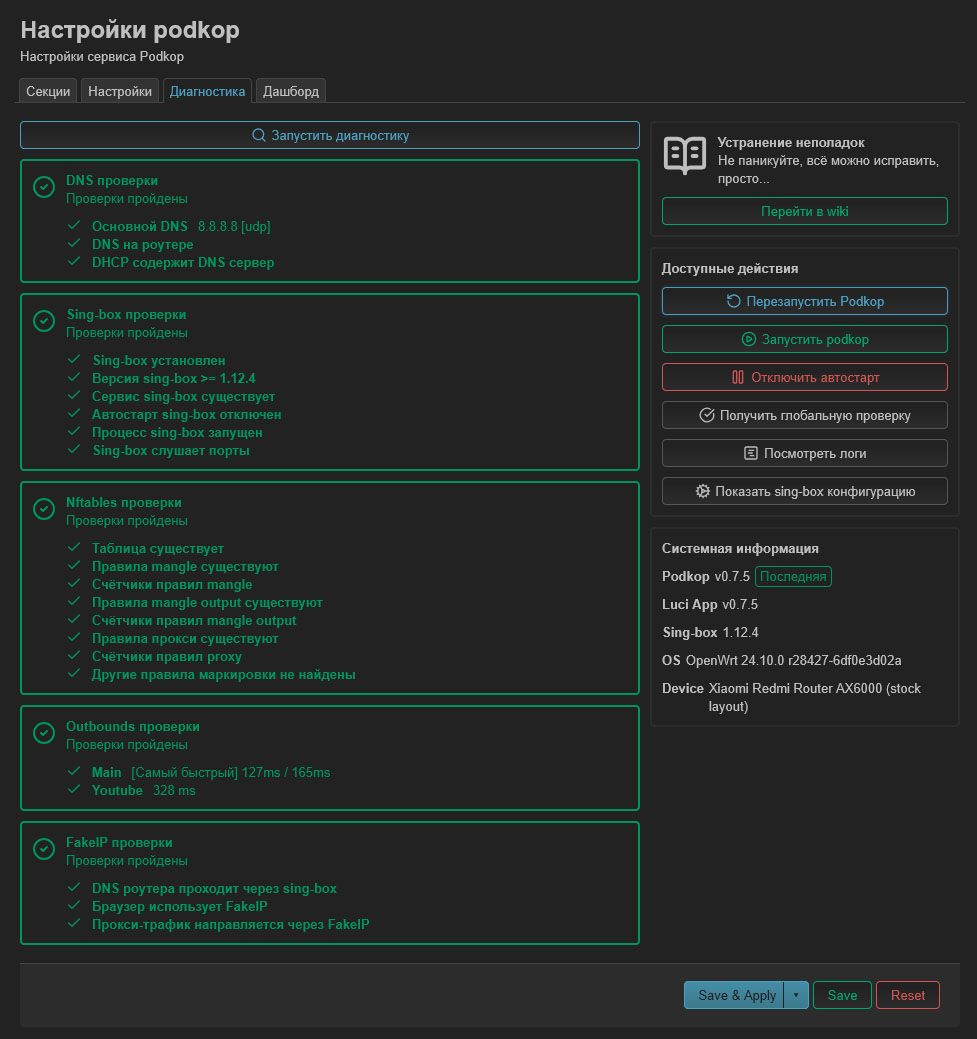 Настройки podkop
Настройки сервиса Podkop
Секции
Настройки
Диагностика
Дашборд
Запустить диагностику
DNS проверки
Проверки пройдены
Основной DNS 8.8.8.8 [udp]
DNS на роутере
DHCP содержит DNS сервер
Sing-box проверки
Проверки пройдены
Sing-box установлен
Версия sing-box >= 1.12.4
Сервис sing-box существует
Автостарт sing-box отключен
Процесс sing-box запущен
Sing-box слушает порты
Nftables проверки
Проверки пройдены
Таблица существует
Правила mangle существуют
Счётчики правил mangle
Правила mangle output существуют
Счётчики правил mangle output
Правила прокси существуют
Счётчики правил proxy
Другие правила маркировки не найдены
Outbounds проверки
Проверки пройдены
Main [Самый быстрый] 127ms / 165ms
Youtube 328 ms
FakeIP проверки
Проверки пройдены
DNS роутера проходит через sing-box
Браузер использует FakeIP
Прокси-трафик направляется через FakeIP
Устранение неполадок
Не паникуйте, всё можно исправить,
просто...
Перейти в wiki
Доступные действия
Перезапустить Podkop
Запустить podkop
Отключить автостарт
Получить глобальную проверку
Посмотреть логи
Показать sing-box конфигурацию
Системная информация
Podkop v0.7.5 Последняя
Luci App v0.7.5
Sing-box 1.12.4
OS OpenWrt 24.10.0 r28427-6df0e3d02a
Device Xiaomi Redmi Router AX6000 (stock
layout)
Save & Apply
Save
Reset